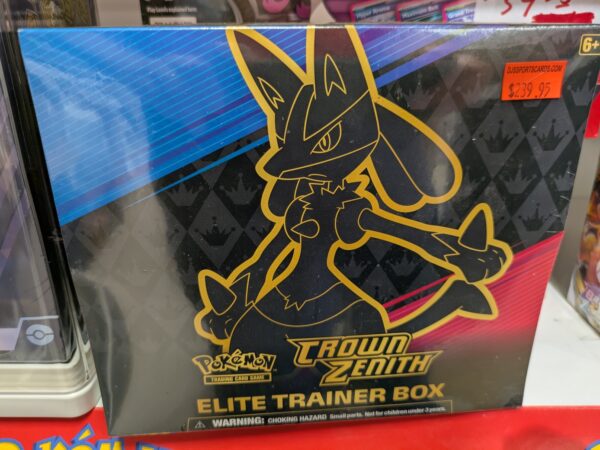 6+
DJSSPORTSCARDS.COM
$239.95
POKéMON
TRADING CARD GAME
CROWN
ZENITH
ELITE TRAINER BOX
WARNING: CHOKING HAZARD Small parts. Not for children under 3 years.